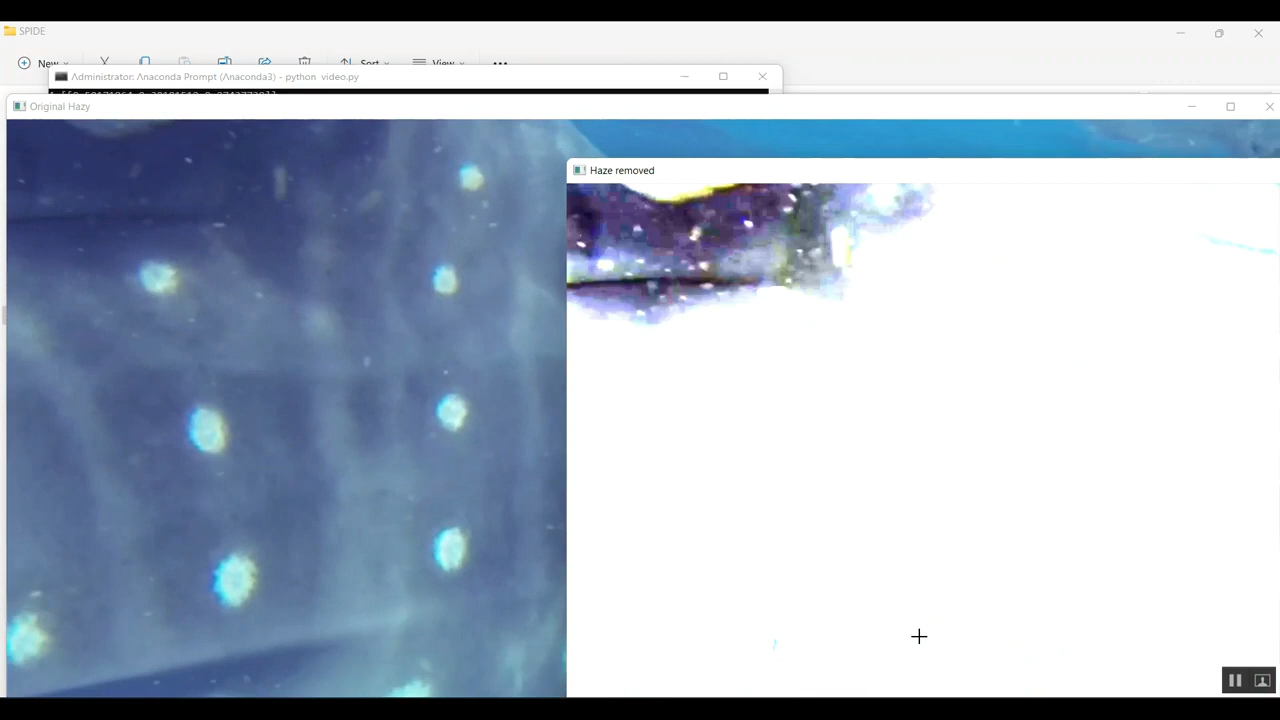 SPIDE
New
Sort
View
Administrator: Anaconda Prompt (Anaconda3) - python video.py
Original Hazy
Haze removed